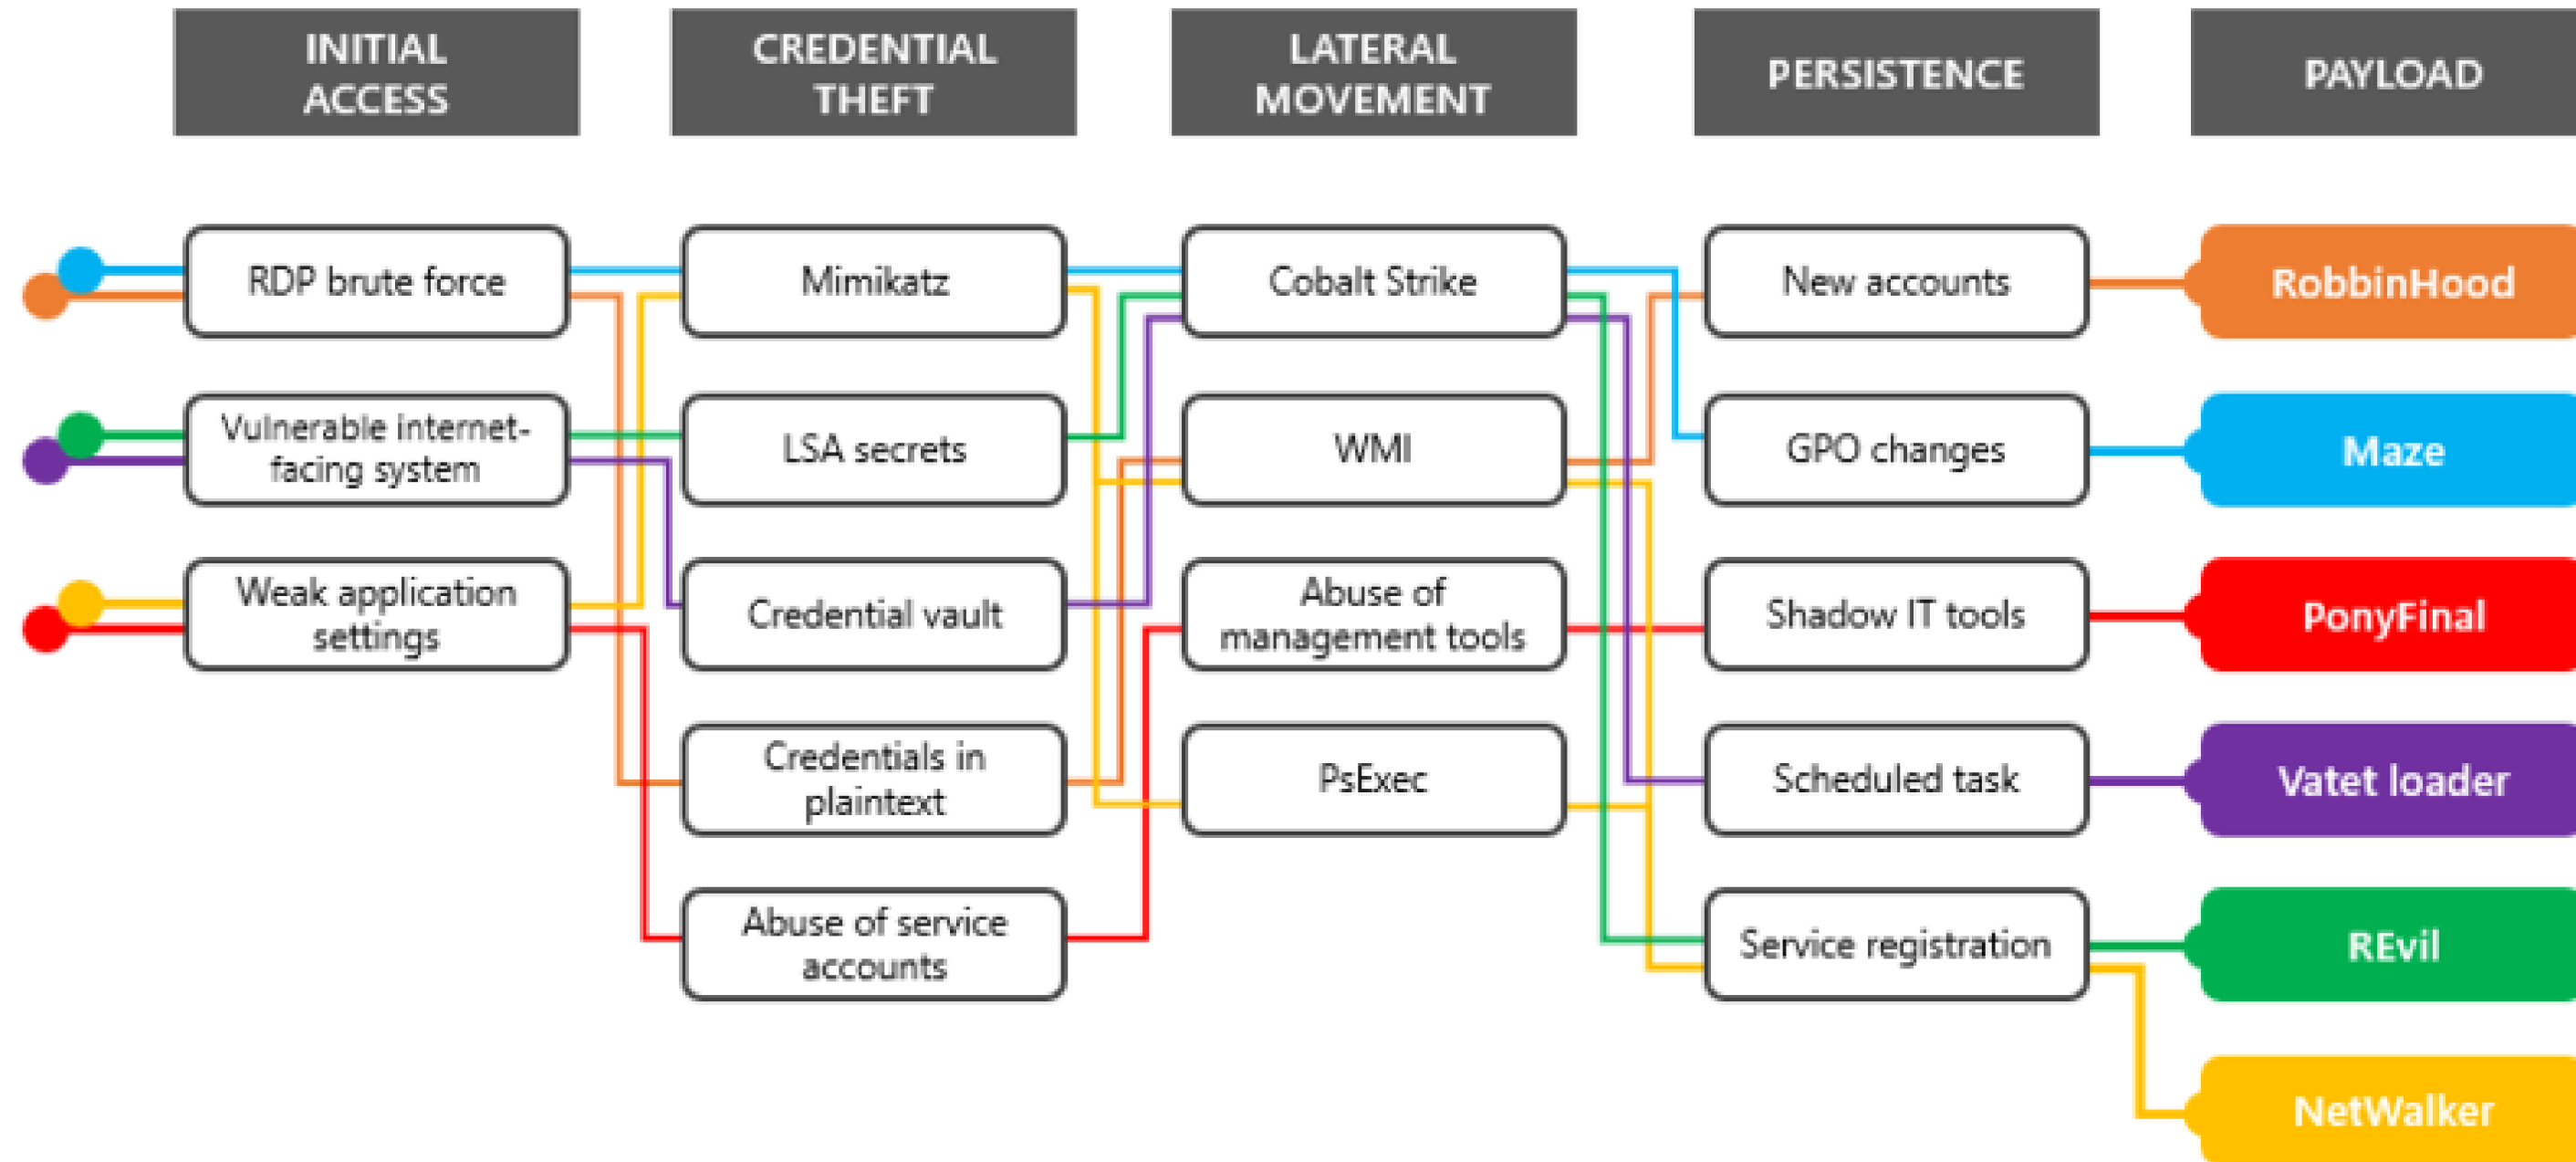 INITIAL
ACCESS
CREDENTIAL
THEFT
LATERAL
MOVEMENT
PERSISTENCE
PAYLOAD
RDP brute force
Mimikatz
Cobalt Strike
New accounts
RobbinHood
Vulnerable internet-
facing system
LSA secrets
WMI
GPO changes
Maze
Weak application
settings
Credential vault
Abuse of
management tools
Shadow IT tools
PonyFinal
Credentials in
plaintext
PsExec
Scheduled task
Vatet loader
Abuse of service
accounts
Service registration
REvil
NetWalker